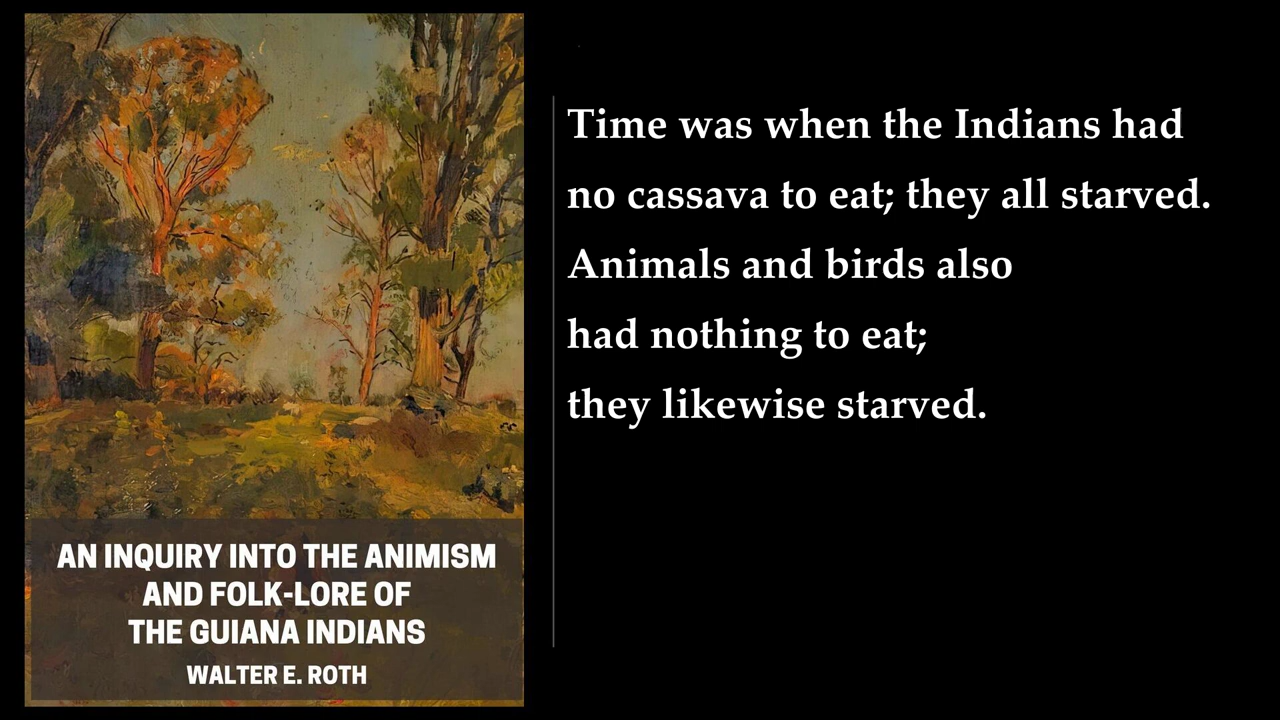 Time was when the Indians had
no cassava to eat; they all starved.
Animals and birds also
had nothing to eat;
they likewise starved.
AN INQUIRY INTO THE ANIMISM
AND FOLK-LORE OF
THE GUIANA INDIANS
WALTER E. ROTH